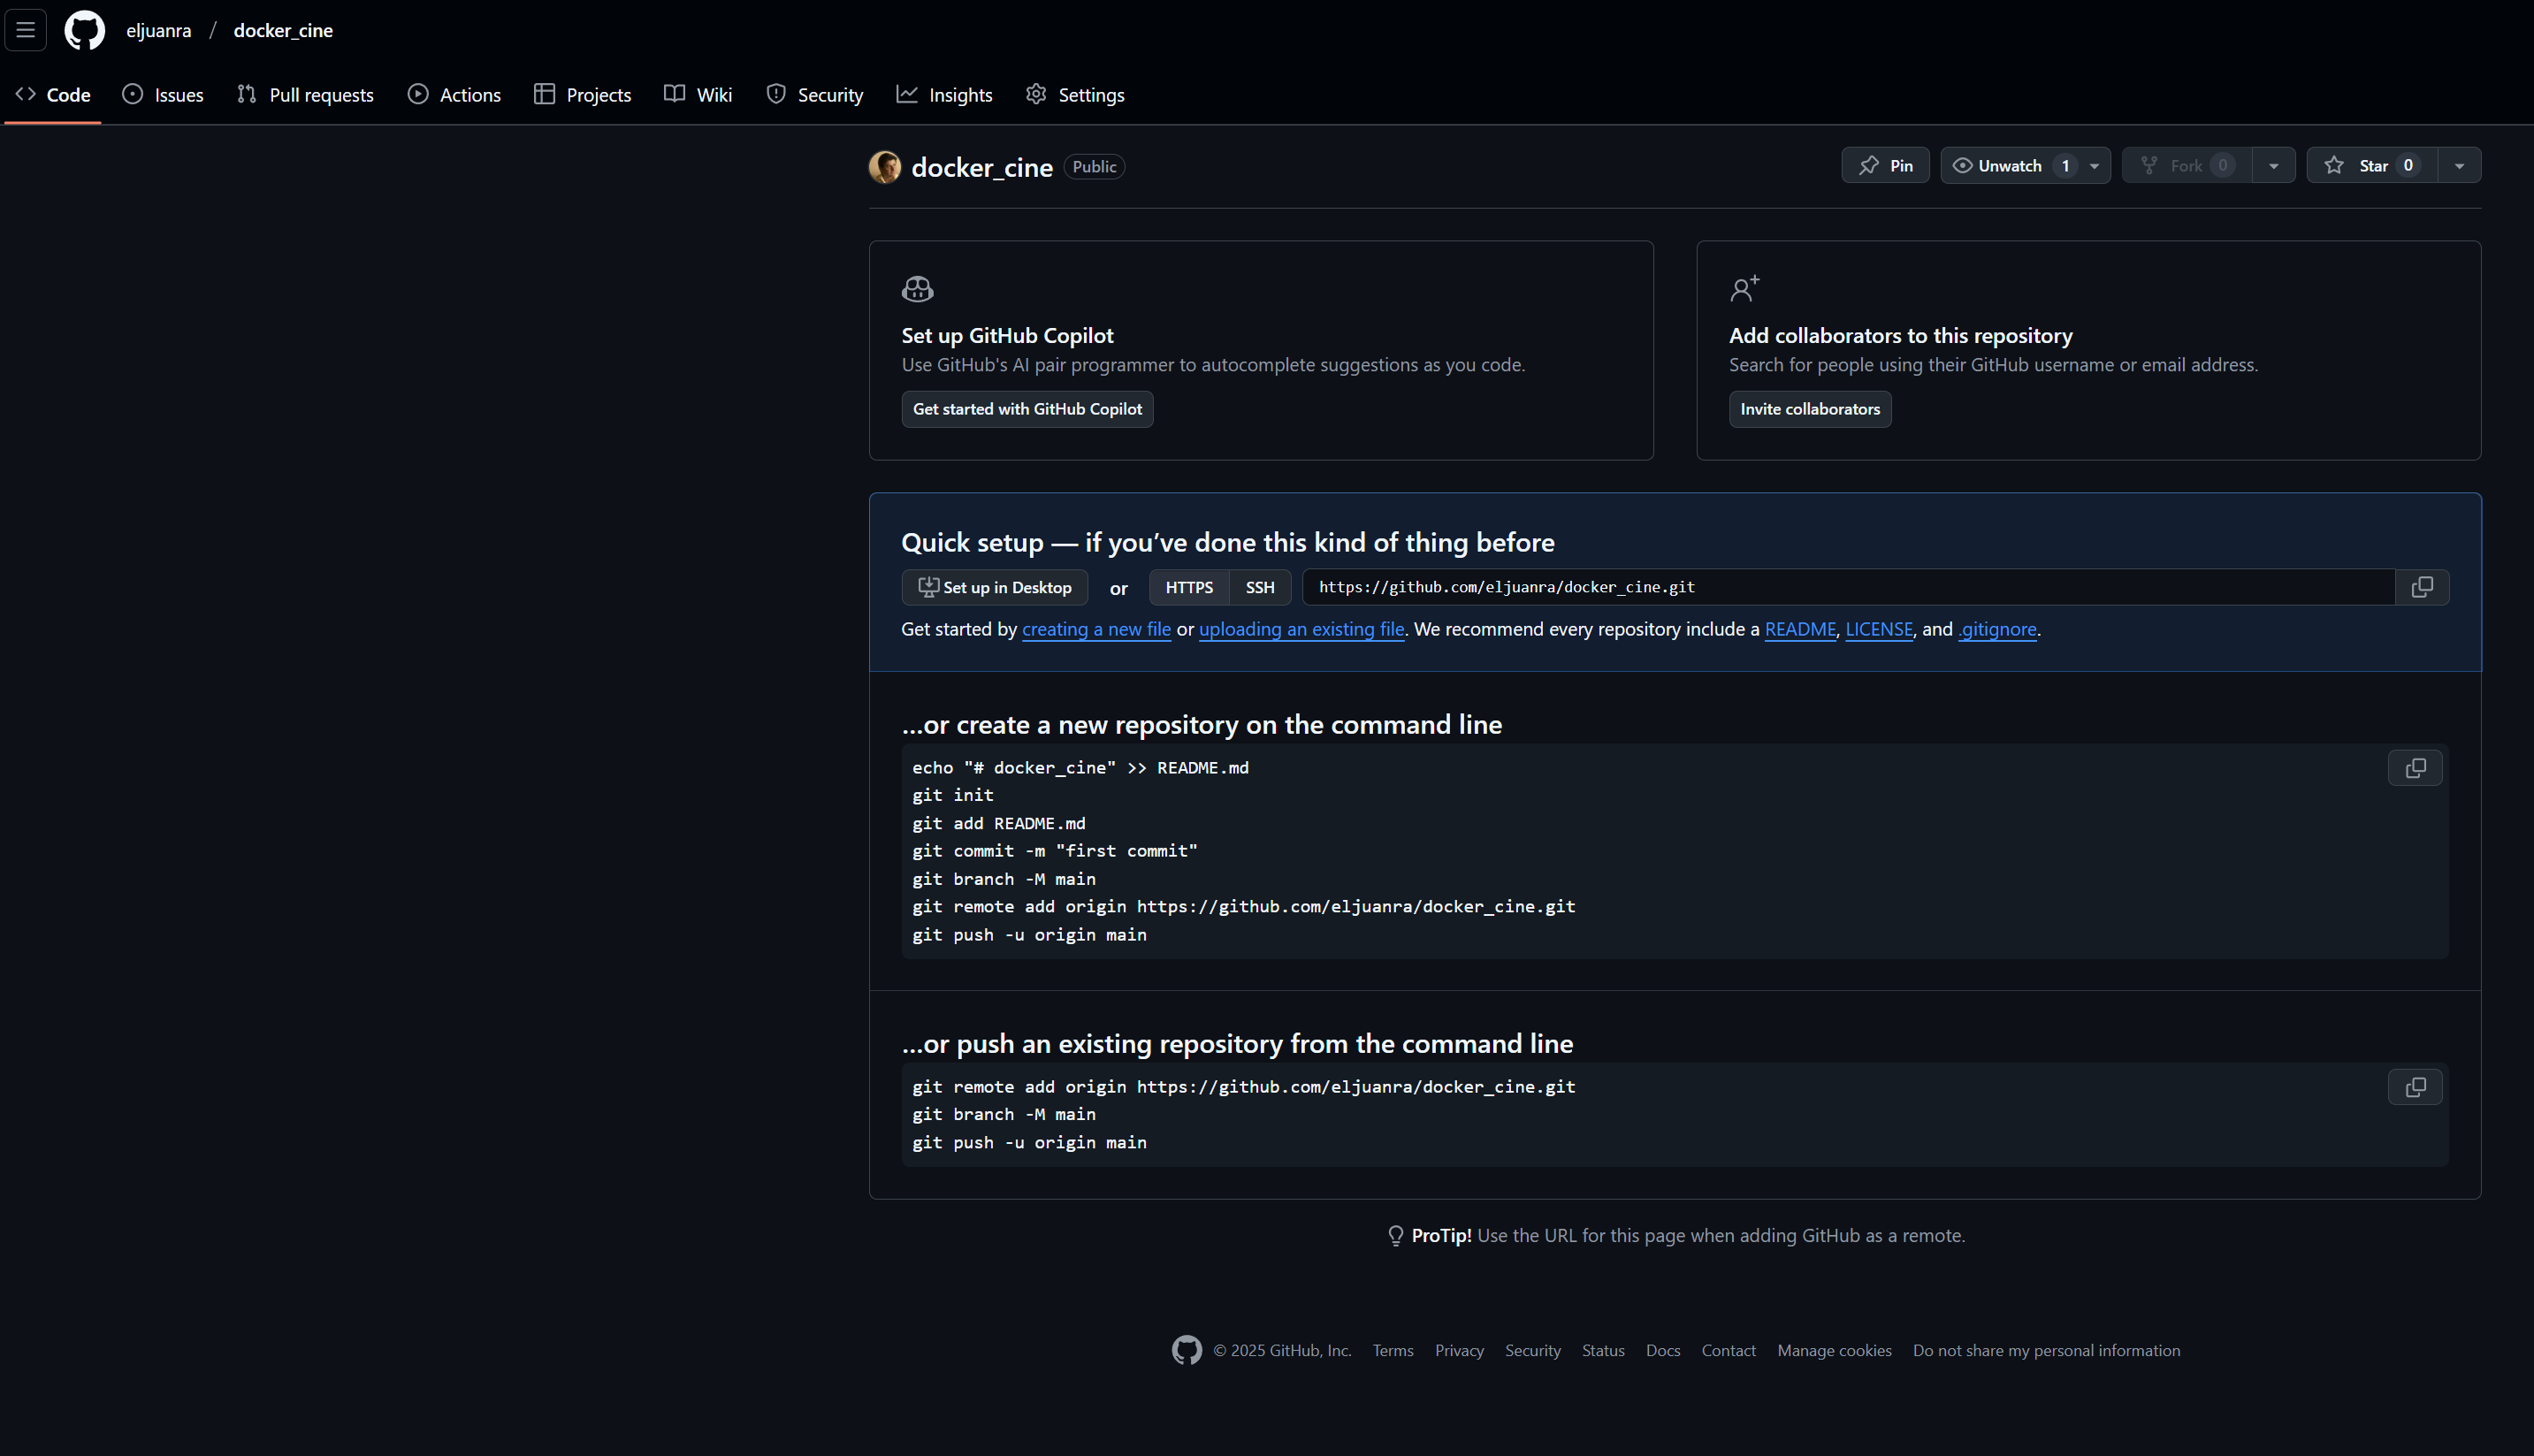 eljuanra / docker_cine
Code Issues Pull requests Actions Projects Wiki Security Insights Settings
docker_cine Public
Pin Unwatch 1 Fork 0 Star 0
Set up GitHub Copilot
Use GitHub's AI pair programmer to autocomplete suggestions as you code.
Get started with GitHub Copilot
Add collaborators to this repository
Search for people using their GitHub username or email address.
Invite collaborators
Quick setup — if you’ve done this kind of thing before
Set up in Desktop or HTTPS SSH https://github.com/eljuanra/docker_cine.git
Get started by creating a new file or uploading an existing file. We recommend every repository include a README, LICENSE, and .gitignore.
…or create a new repository on the command line
echo "# docker_cine" >> README.md
git init
git add README.md
git commit -m "first commit"
git branch -M main
git remote add origin https://github.com/eljuanra/docker_cine.git
git push -u origin main
…or push an existing repository from the command line
git remote add origin https://github.com/eljuanra/docker_cine.git
git branch -M main
git push -u origin main
ProTip! Use the URL for this page when adding GitHub as a remote.
© 2025 GitHub, Inc. Terms Privacy Security Status Docs Contact Manage cookies Do not share my personal information